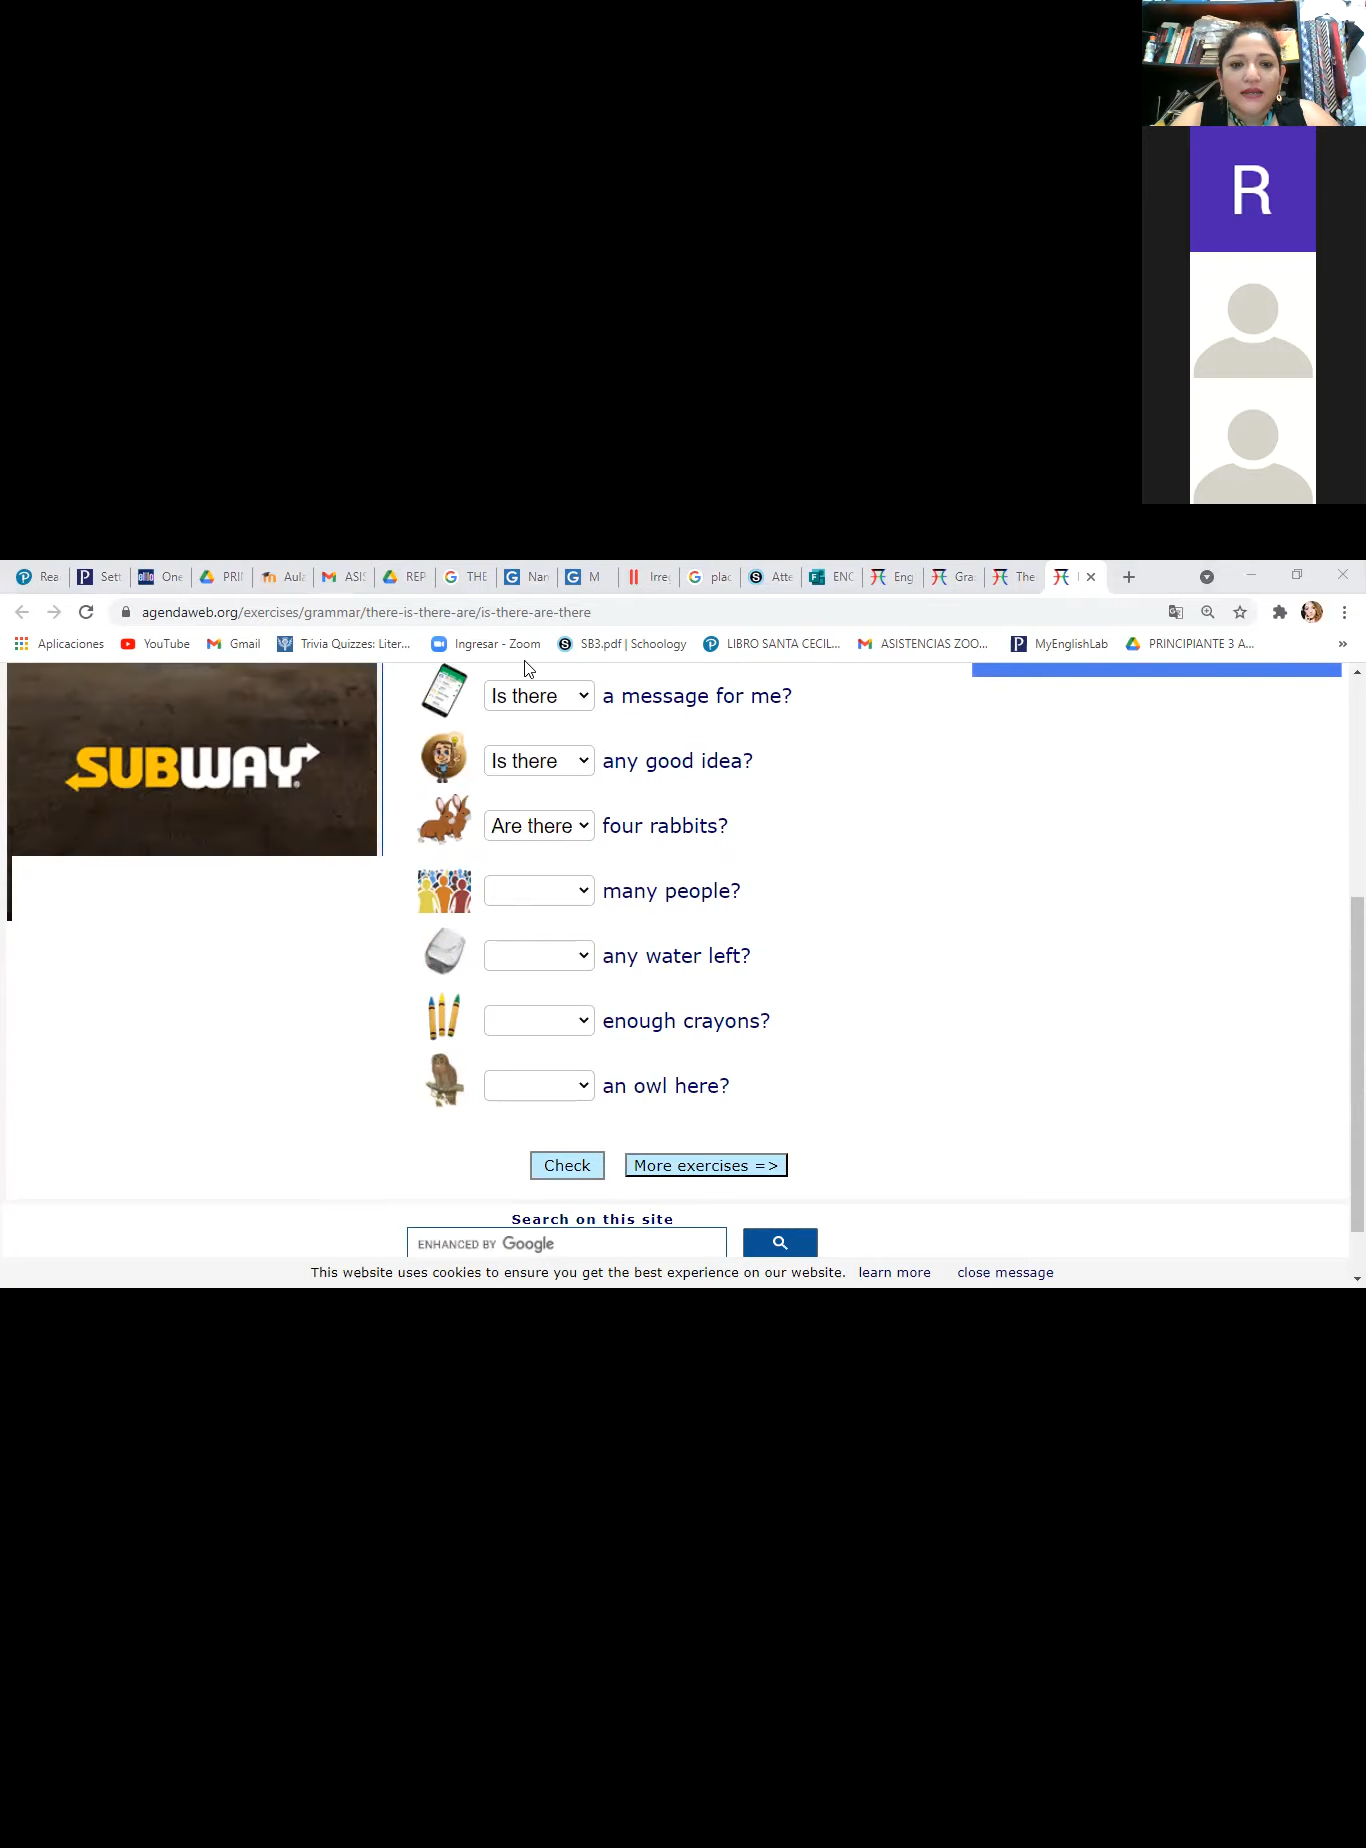 R
Rea
Sett
One
PRI
Aula
ASI
REP
THE
Nar
M
Irre
plac
Atte
ENG
Eng
Gra
The
agendaweb.org/exercises/grammar/there-is-there-are/is-there-are-there
Aplicaciones YouTube Gmail Trivia Quizzes: Liter... Ingresar - Zoom SB3.pdf | Schoology LIBRO SANTA CECIL... ASISTENCIAS ZOO... MyEnglishLab PRINCIPIANTE 3 A... »
SUBWAY
Is there a message for me?
Is there any good idea?
Are there four rabbits?
many people?
any water left?
enough crayons?
an owl here?
Check More exercises =>
Search on this site
ENHANCED BY Google
This website uses cookies to ensure you get the best experience on our website. learn more close message